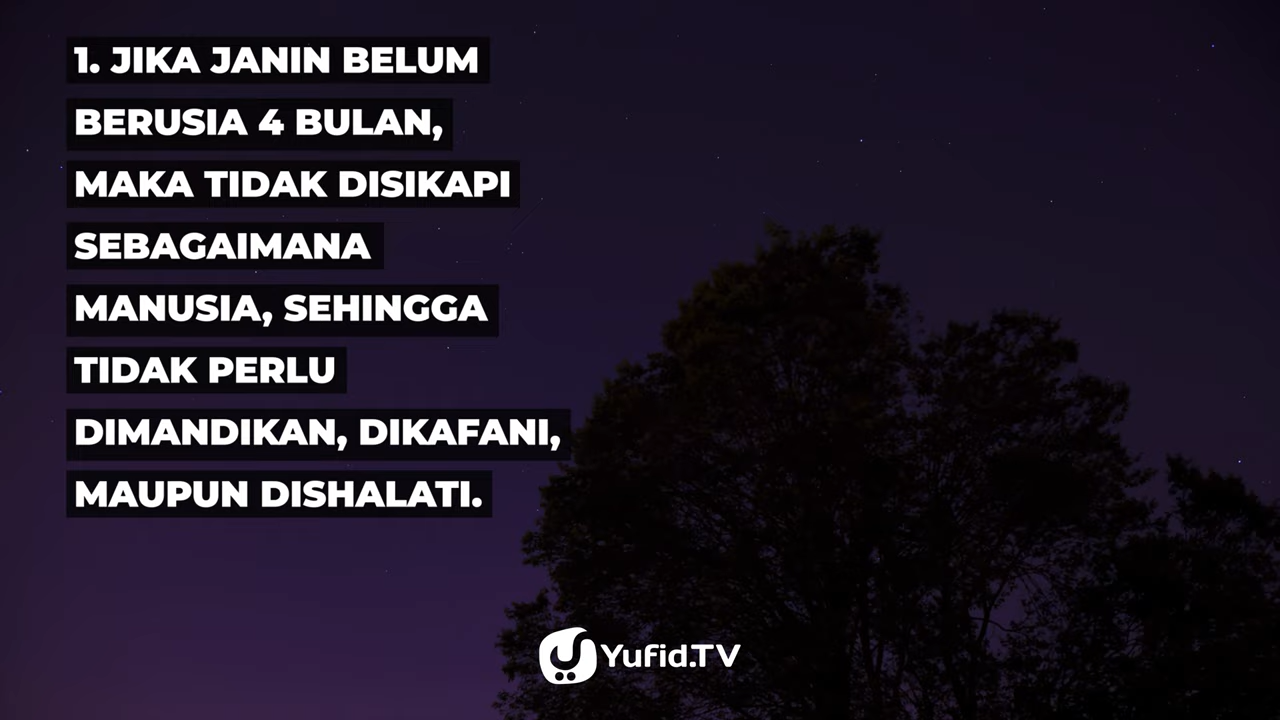 1. JIKA JANIN BELUM
BERUSIA 4 BULAN,
MAKA TIDAK DISIKAPI
SEBAGAIMANA
MANUSIA, SEHINGGA
TIDAK PERLU
DIMANDIKAN, DIKAFANI,
MAUPUN DISHALATI.
Yufid.TV